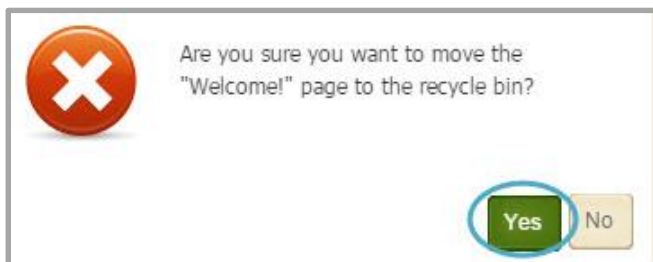 Are you sure you want to move the
"Welcome!" page to the recycle bin?
Yes No